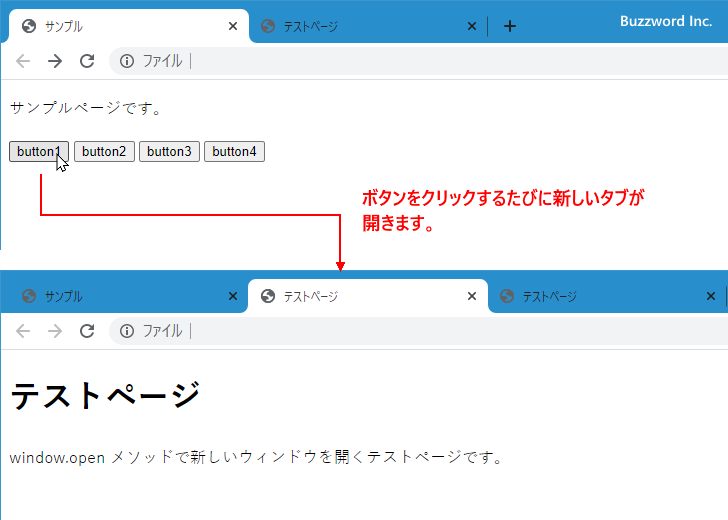 サンプル テストページ Buzzword Inc.
ファイル
サンプルページです。
button1 button2 button3 button4
ボタンをクリックするたびに新しいタブが
開きます。
サンプル テストページ テストページ
ファイル
テストページ
window.open メソッドで新しいウィンドウを開くテストページです。